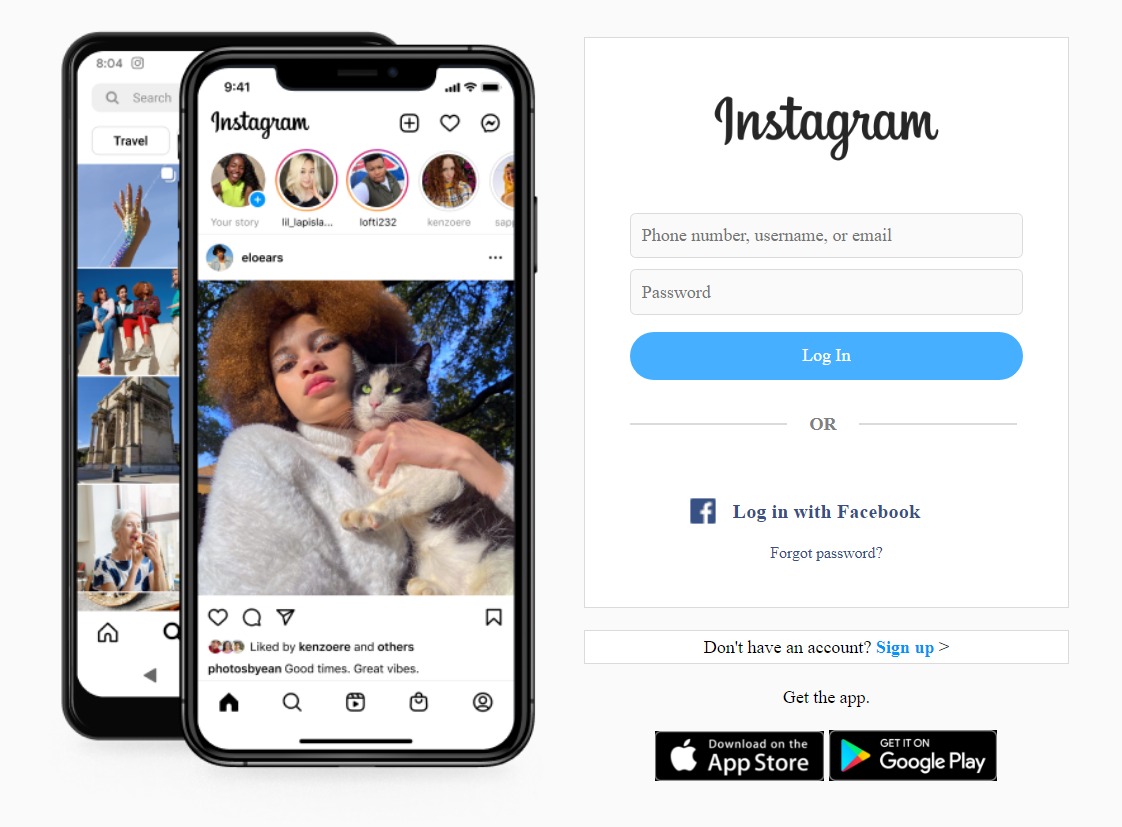 8:04
Search
Travel
9:41
Instagram
Your story
lil_lapisla...
lofti232
kenzoere
sapp
eloears
Liked by kenzoere and others
photosbyean Good times. Great vibes.
Instagram
Phone number, username, or email
Password
Log In
OR
Log in with Facebook
Forgot password?
Don't have an account? Sign up >
Get the app.
Download on the
App Store
GET IT ON
Google Play